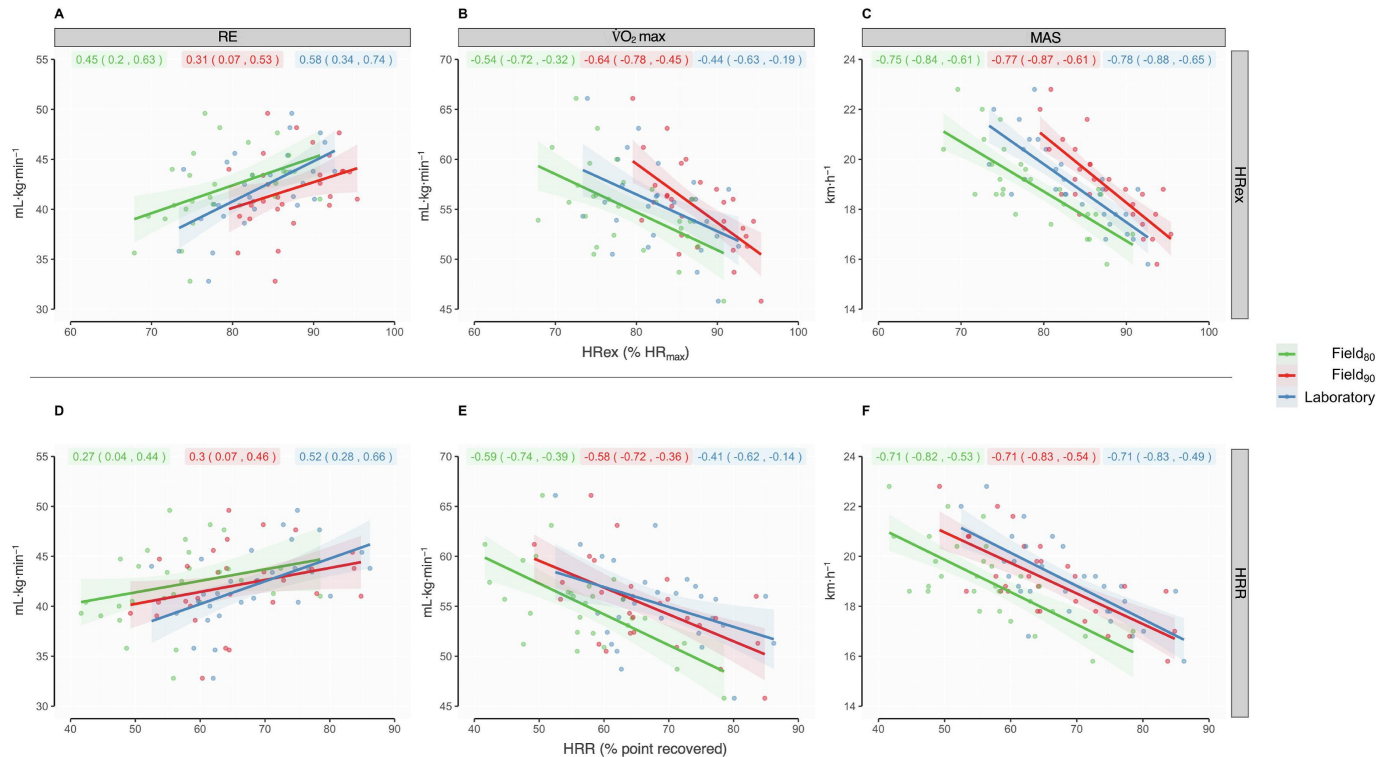 A
B
C
RE
V̇O₂ max
MAS
0.45 ( 0.2 , 0.63)
0.31 ( 0.07 , 0.53)
0.58 ( 0.34 , 0.74)
-0.54 ( -0.72 , -0.32)
-0.64 ( -0.78 , -0.45)
-0.44 ( -0.63 , -0.19)
-0.75 ( -0.84 , -0.61)
-0.77 ( -0.87 , -0.61)
-0.78 ( -0.88 , -0.65)
55
50
45
40
35
30
mL·kg·min⁻¹
60 70 80 90 100
70
65
60
55
50
45
mL·kg·min⁻¹
60 70 80 90 100
24
22
20
18
16
14
km·h⁻¹
60 70 80 90 100
HRex
HRex (% HRₘₐₓ)
Field₈₀
Field₉₀
Laboratory
D
E
F
0.27 ( 0.04 , 0.44)
0.3 ( 0.07 , 0.46)
0.52 ( 0.28 , 0.66)
-0.59 ( -0.74 , -0.39)
-0.58 ( -0.72 , -0.36)
-0.41 ( -0.62 , -0.14)
-0.71 ( -0.82 , -0.53)
-0.71 ( -0.83 , -0.54)
-0.71 ( -0.83 , -0.49)
55
50
45
40
35
30
mL·kg·min⁻¹
40 50 60 70 80 90
70
65
60
55
50
45
mL·kg·min⁻¹
40 50 60 70 80 90
24
22
20
18
16
14
km·h⁻¹
40 50 60 70 80 90
HRR
HRR (% point recovered)